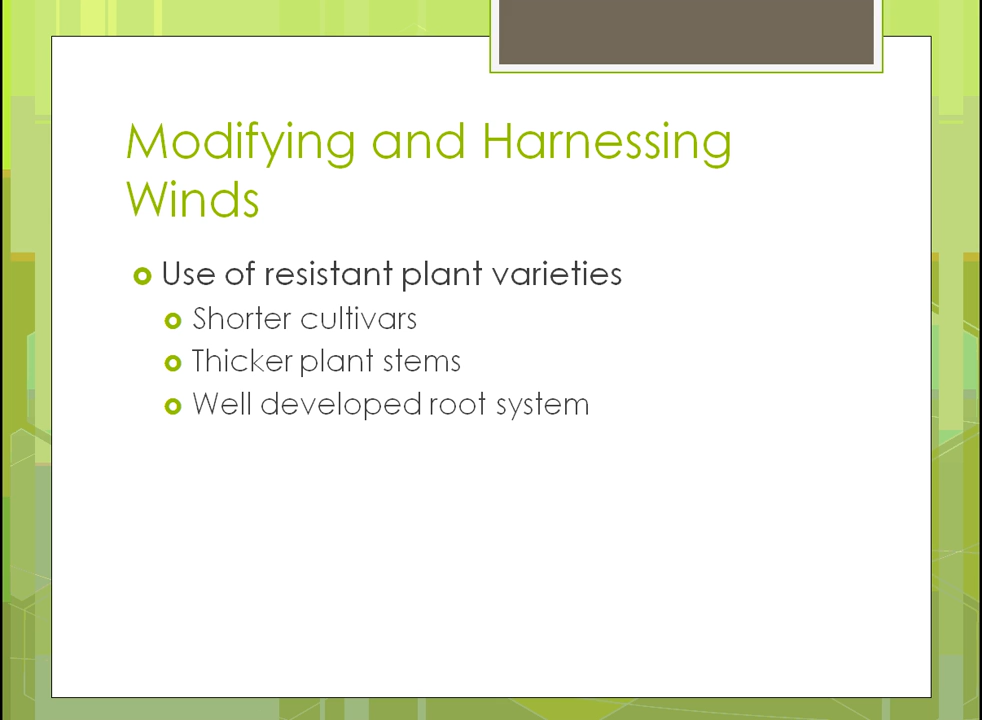 Modifying and Harnessing
Winds
Use of resistant plant varieties
Shorter cultivars
Thicker plant stems
Well developed root system